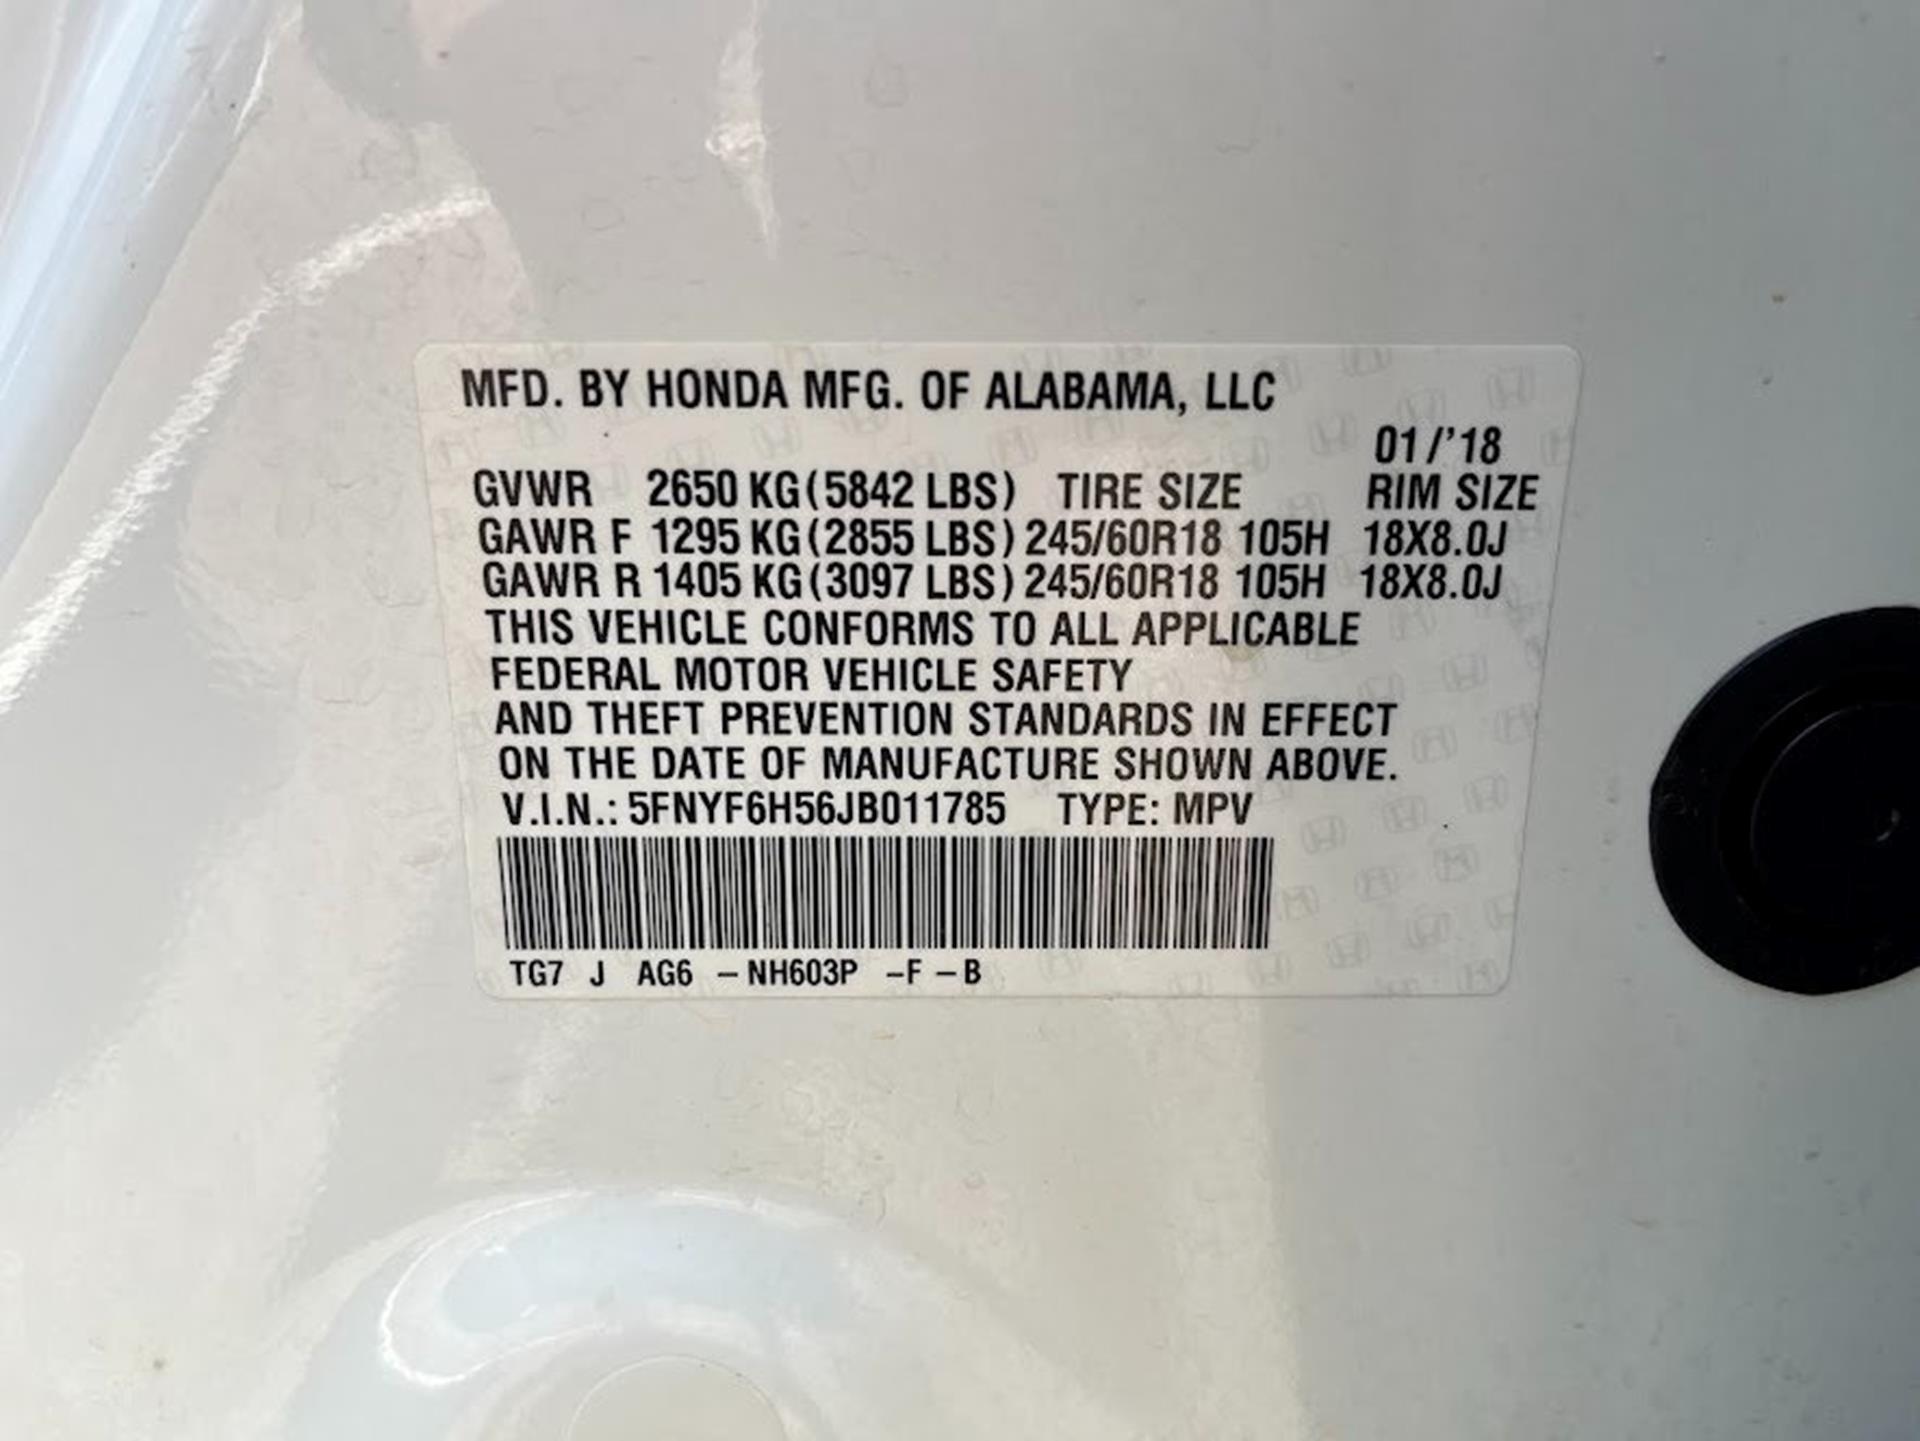 MFD. BY HONDA MFG. OF ALABAMA, LLC
01/'18
GVWR 2650 KG (5842 LBS) TIRE SIZE RIM SIZE
GAWR F 1295 KG (2855 LBS) 245/60R18 105H 18X8.0J
GAWR R 1405 KG (3097 LBS) 245/60R18 105H 18X8.0J
THIS VEHICLE CONFORMS TO ALL APPLICABLE
FEDERAL MOTOR VEHICLE SAFETY
AND THEFT PREVENTION STANDARDS IN EFFECT
ON THE DATE OF MANUFACTURE SHOWN ABOVE.
V.I.N.: 5FNYF6H56JB011785 TYPE: MPV
TG7 J AG6 – NH603P –F – B